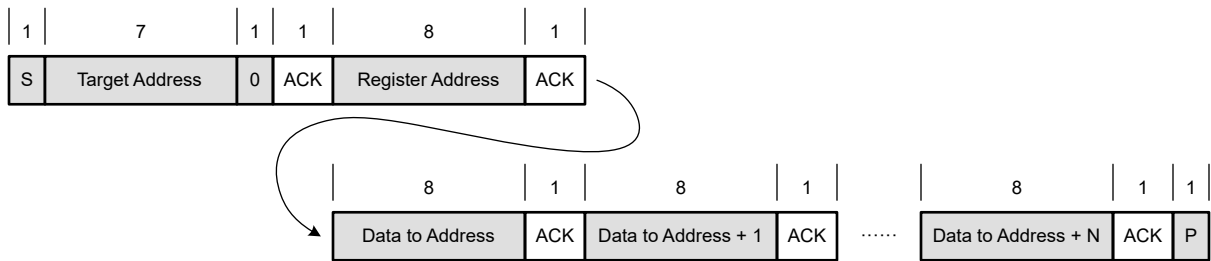 1 7 1 1 8 1
S Target Address 0 ACK Register Address ACK
8 1 8 1 8 1 1
Data to Address ACK Data to Address + 1 ACK ...... Data to Address + N ACK P